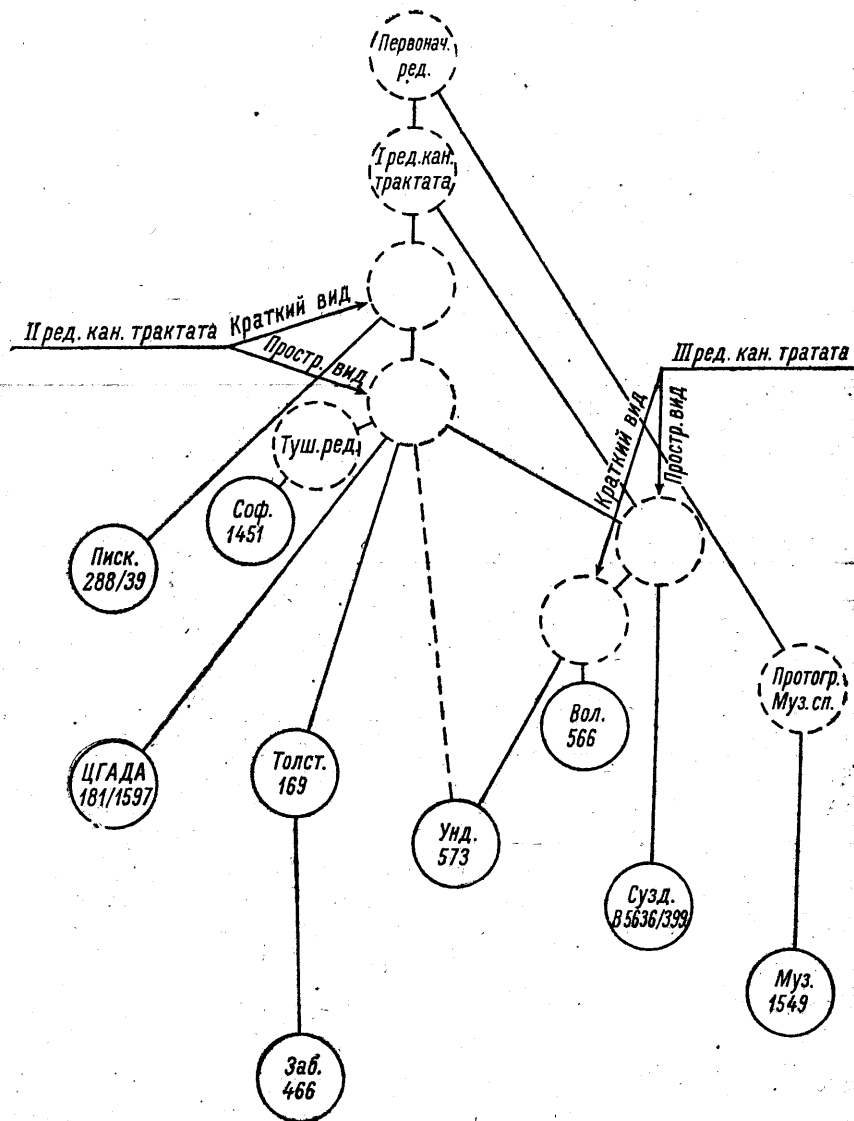 Первонач.
ред.
I ред. кан.
трактата
II ред. кан. трактата
Краткий вид
Простр. вид
III ред. кан. тратата
Краткий вид
Простр. вид
Туш. ред.
Соф.
1451
Писк.
288/39
Протогр.
Муз. сп.
Вол.
566
ЦГАДА
181/1597
Толст.
169
Унд.
573
Сузд.
В 5636/399
Муз.
1549
Заб.
466